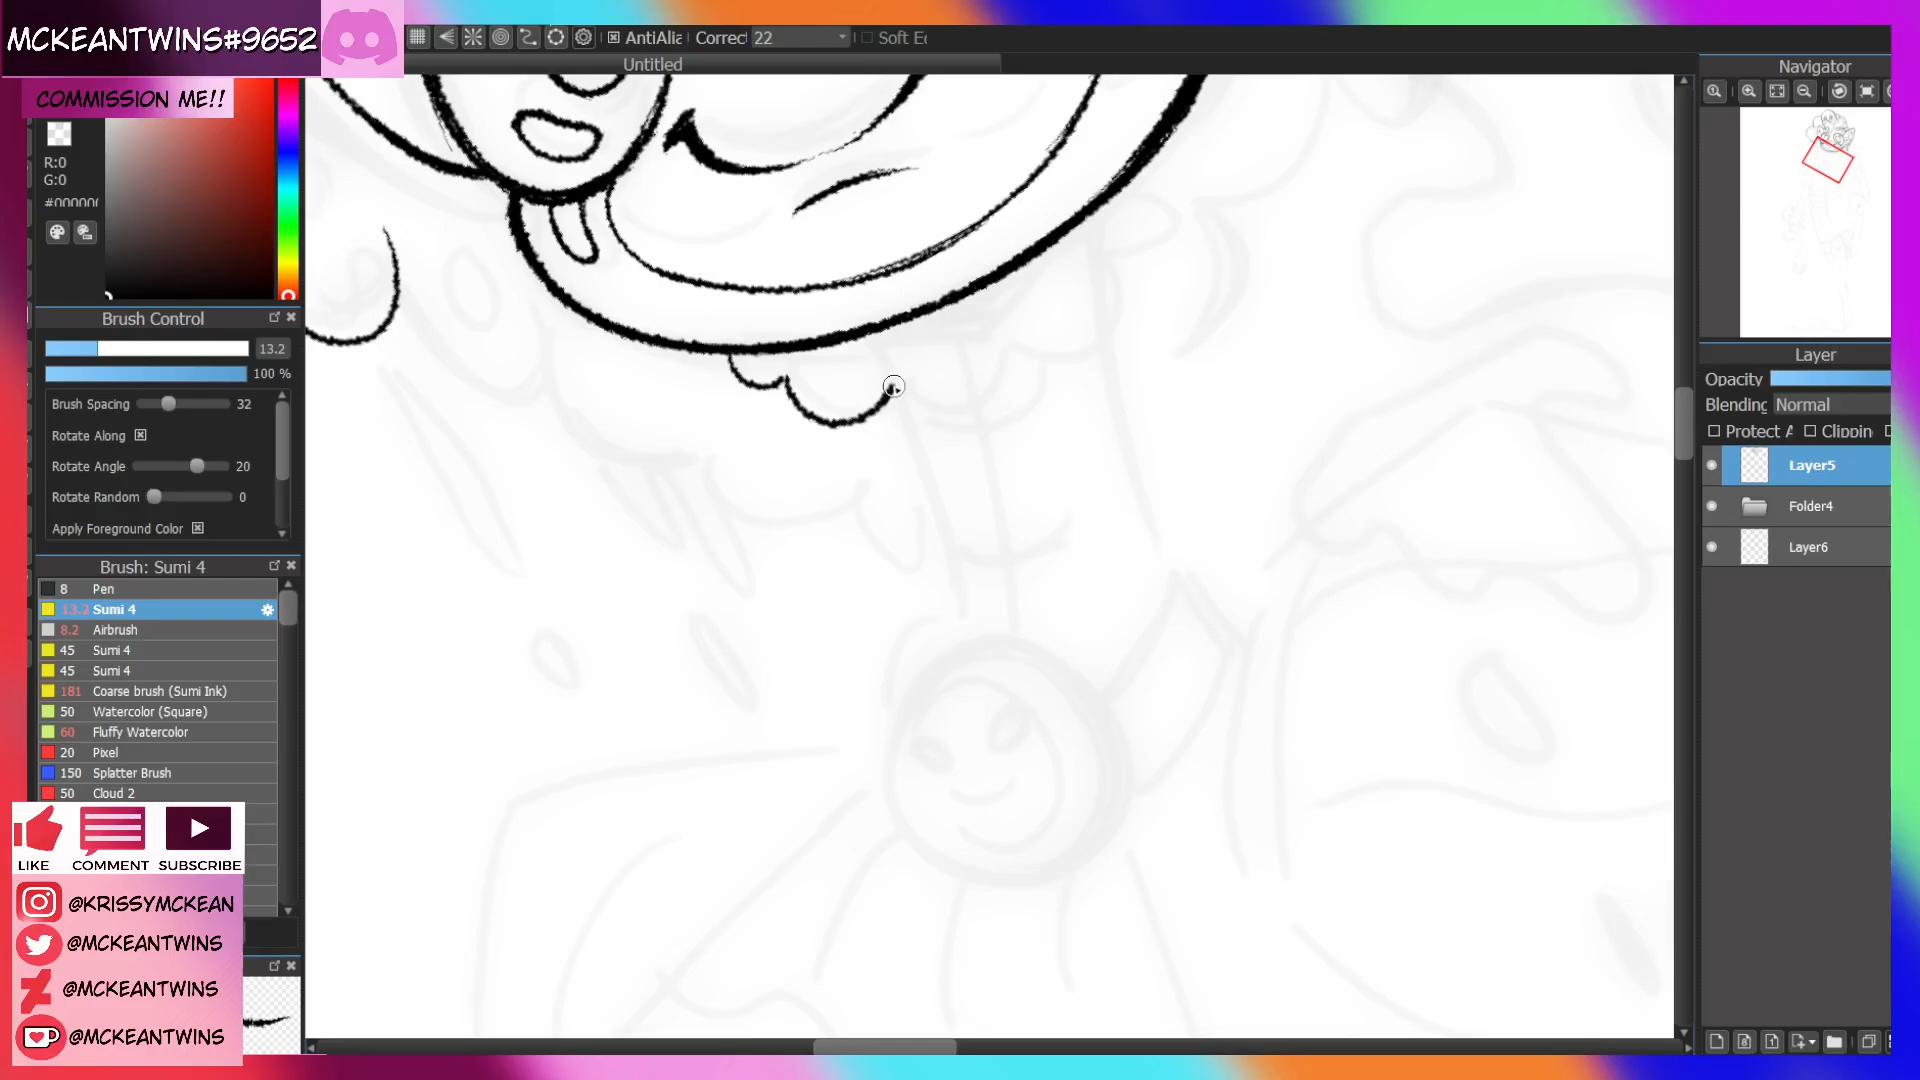 MCKEANTWINS#9652
COMMISSION ME!!
AntiAlia
Correct 22
Soft Ed
Untitled
R:0
G:0
#000000
Brush Control
13.2
100 %
Brush Spacing 32
Rotate Along
Rotate Angle 20
Rotate Random 0
Apply Foreground Color
Brush: Sumi 4
8 Pen
13.2 Sumi 4
8.2 Airbrush
45 Sumi 4
45 Sumi 4
181 Coarse brush (Sumi Ink)
50 Watercolor (Square)
60 Fluffy Watercolor
20 Pixel
150 Splatter Brush
50 Cloud 2
LIKE COMMENT SUBSCRIBE
@KRISSYMCKEAN
@MCKEANTWINS
@MCKEANTWINS
@MCKEANTWINS
Navigator
Layer
Opacity
Blending Normal
Protect A Clippin
Layer5
Folder4
Layer6